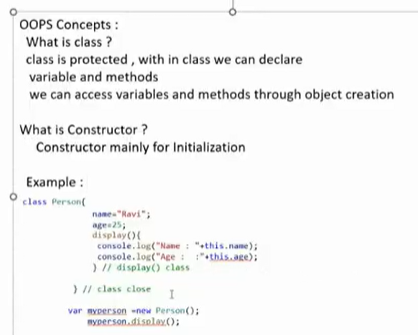 OOPS Concepts :
What is class ?
class is protected , with in class we can declare
variable and methods
we can access variables and methods through object creation
What is Constructor ?
Constructor mainly for Initialization
Example :
class Person{
name="Ravi";
age=25;
display(){
console.log("Name : "+this.name);
console.log("Age : :"+this.age);
} // display() class
} // class close
var myperson =new Person();
myperson.display();